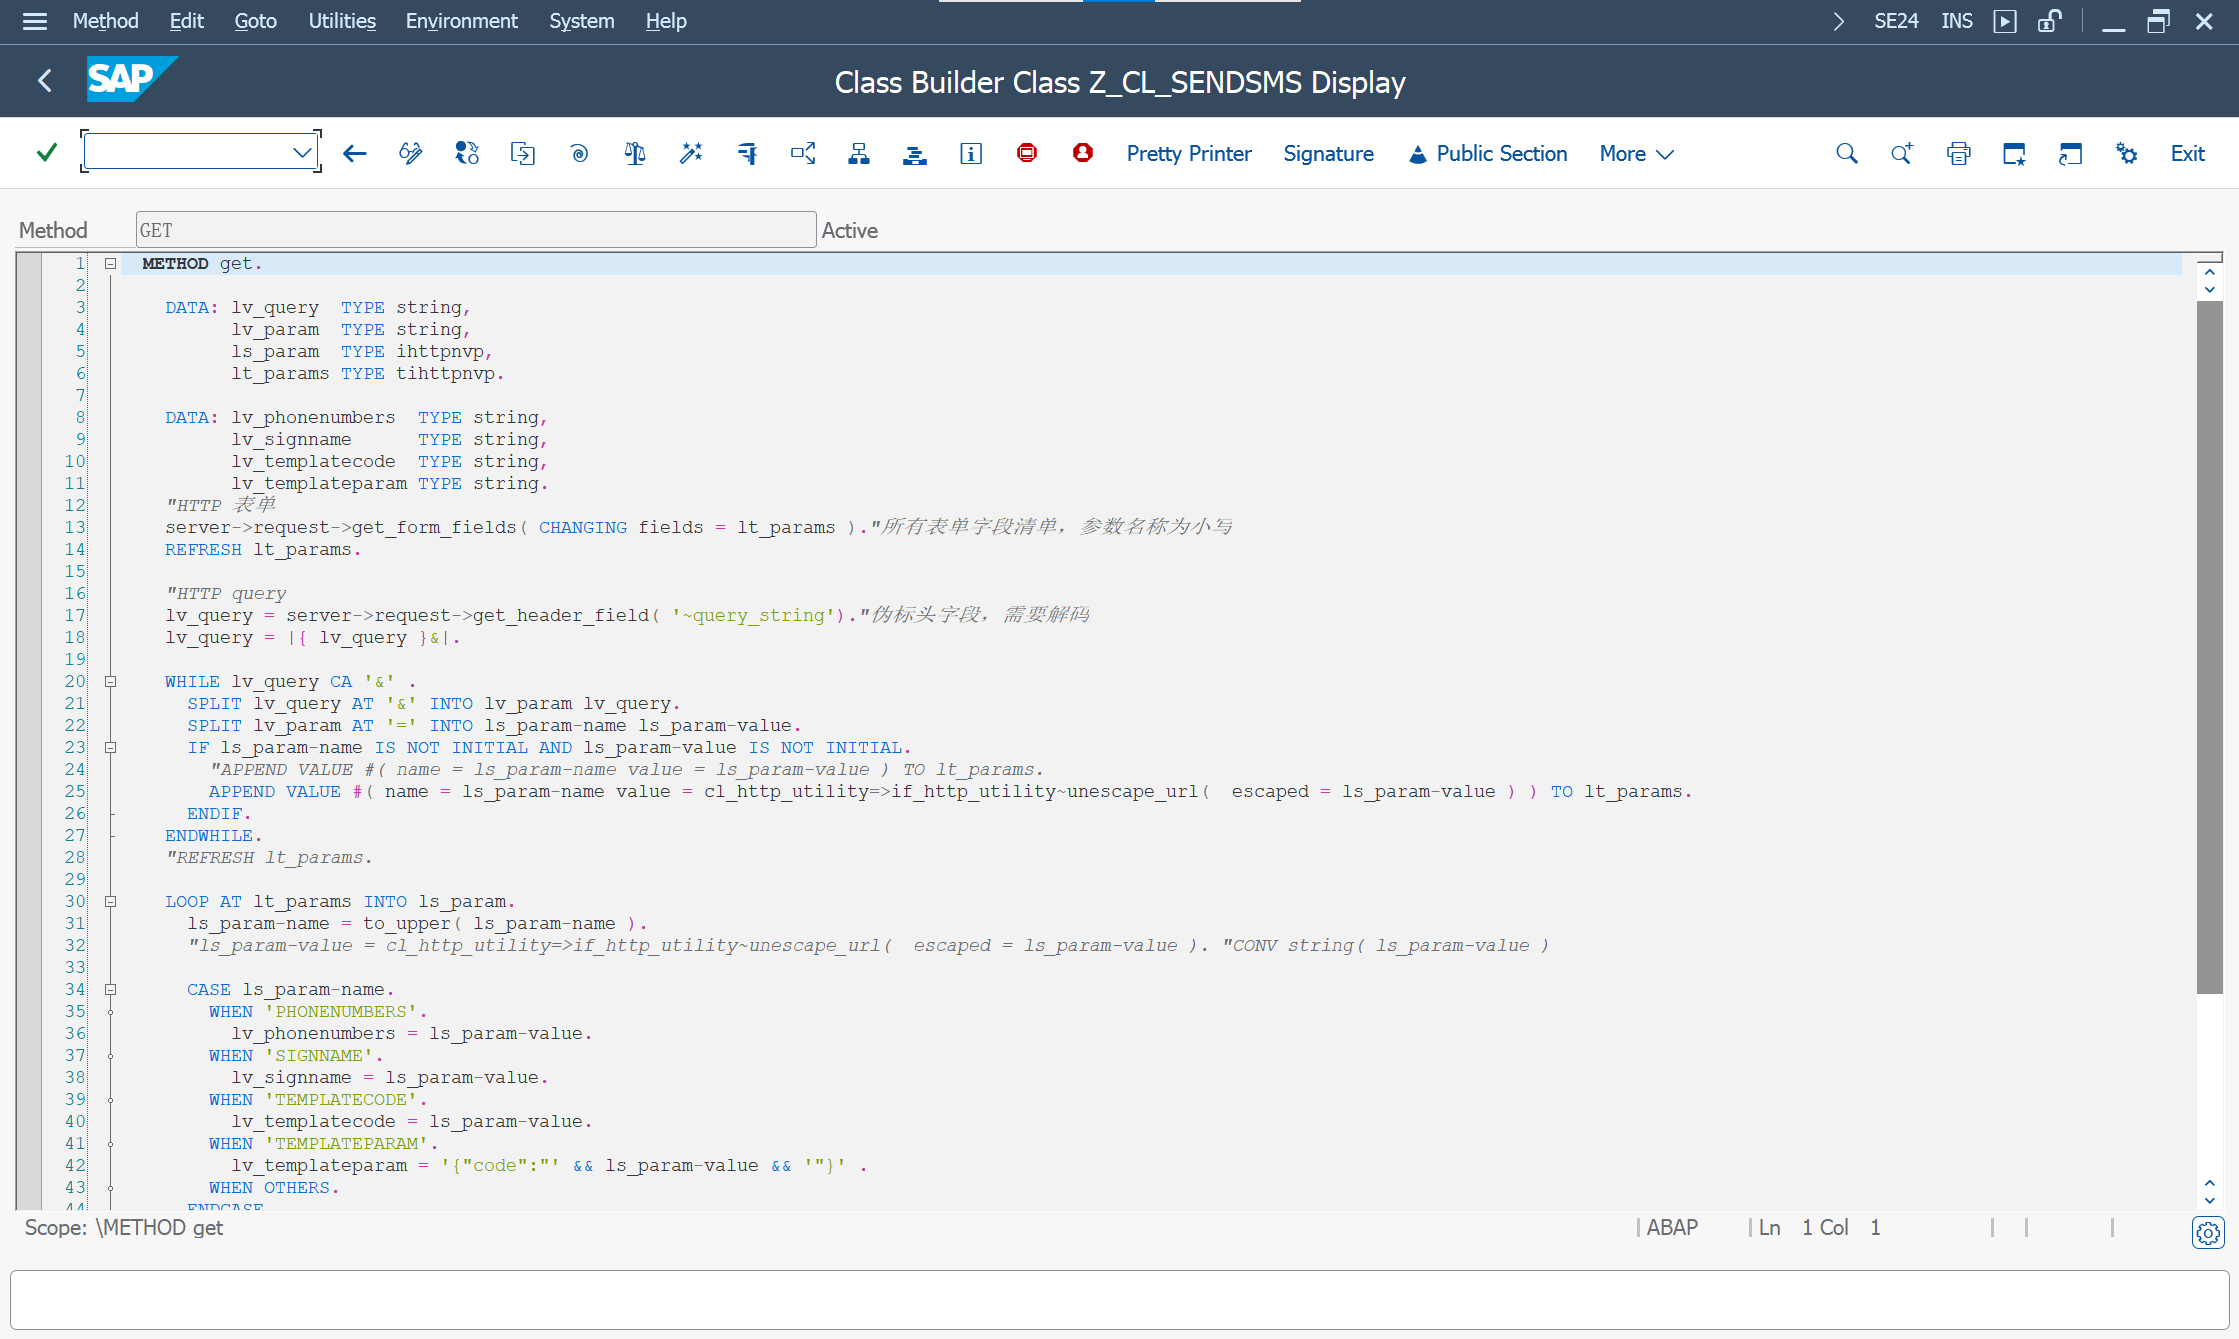 Method Edit Goto Utilities Environment System Help SE24 INS
SAP Class Builder Class Z_CL_SENDSMS Display
Pretty Printer Signature Public Section More Exit
Method GET Active
1 METHOD get.
2
3 DATA: lv_query  TYPE string,
4 lv_param  TYPE string,
5 ls_param  TYPE ihttpnvp,
6 lt_params TYPE tihttpnvp.
7
8 DATA: lv_phonenumbers  TYPE string,
9 lv_signname      TYPE string,
10 lv_templatecode  TYPE string,
11 lv_templateparam TYPE string.
12 "HTTP 表单
13 server->request->get_form_fields( CHANGING fields = lt_params )."所有表单字段清单，参数名称为小写
14 REFRESH lt_params.
15
16 "HTTP query
17 lv_query = server->request->get_header_field( '~query_string')."伪标头字段，需要解码
18 lv_query = |{ lv_query }&|.
19
20 WHILE lv_query CA '&' .
21 SPLIT lv_query AT '&' INTO lv_param lv_query.
22 SPLIT lv_param AT '=' INTO ls_param-name ls_param-value.
23 IF ls_param-name IS NOT INITIAL AND ls_param-value IS NOT INITIAL.
24 "APPEND VALUE #( name = ls_param-name value = ls_param-value ) TO lt_params.
25 APPEND VALUE #( name = ls_param-name value = cl_http_utility=>if_http_utility~unescape_url(  escaped = ls_param-value ) ) TO lt_params.
26 ENDIF.
27 ENDWHILE.
28 "REFRESH lt_params.
29
30 LOOP AT lt_params INTO ls_param.
31 ls_param-name = to_upper( ls_param-name ).
32 "ls_param-value = cl_http_utility=>if_http_utility~unescape_url(  escaped = ls_param-value ). "CONV string( ls_param-value )
33
34 CASE ls_param-name.
35 WHEN 'PHONENUMBERS'.
36 lv_phonenumbers = ls_param-value.
37 WHEN 'SIGNNAME'.
38 lv_signname = ls_param-value.
39 WHEN 'TEMPLATECODE'.
40 lv_templatecode = ls_param-value.
41 WHEN 'TEMPLATEPARAM'.
42 lv_templateparam = '{"code":"' && ls_param-value && '"}' .
43 WHEN OTHERS.
44 ENDCASE
Scope: \METHOD get ABAP Ln 1 Col 1